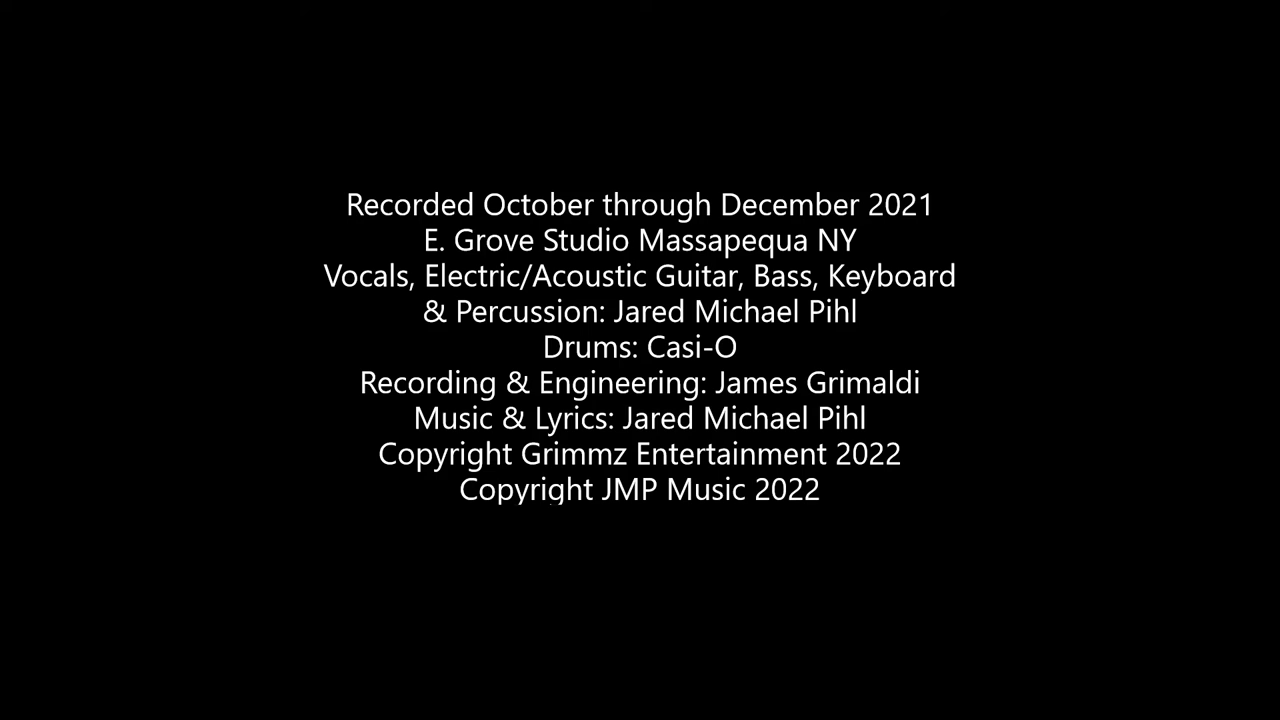 Recorded October through December 2021
E. Grove Studio Massapequa NY
Vocals, Electric/Acoustic Guitar, Bass, Keyboard
& Percussion: Jared Michael Pihl
Drums: Casi-O
Recording & Engineering: James Grimaldi
Music & Lyrics: Jared Michael Pihl
Copyright Grimmz Entertainment 2022
Copyright JMP Music 2022